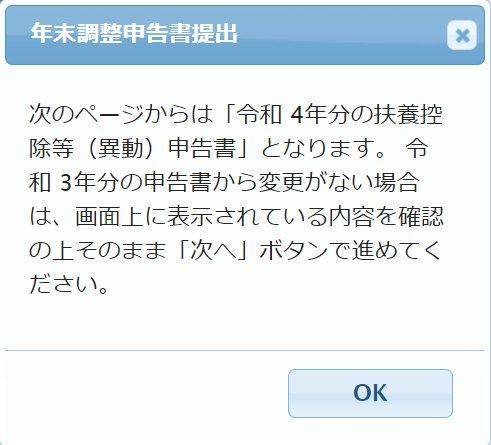 年末調整申告書提出
次のページからは「令和 4年分の扶養控
除等（異動）申告書」となります。 令
和 3年分の申告書から変更がない場合
は、画面上に表示されている内容を確認
の上そのまま「次へ」ボタンで進めてく
ださい。
OK